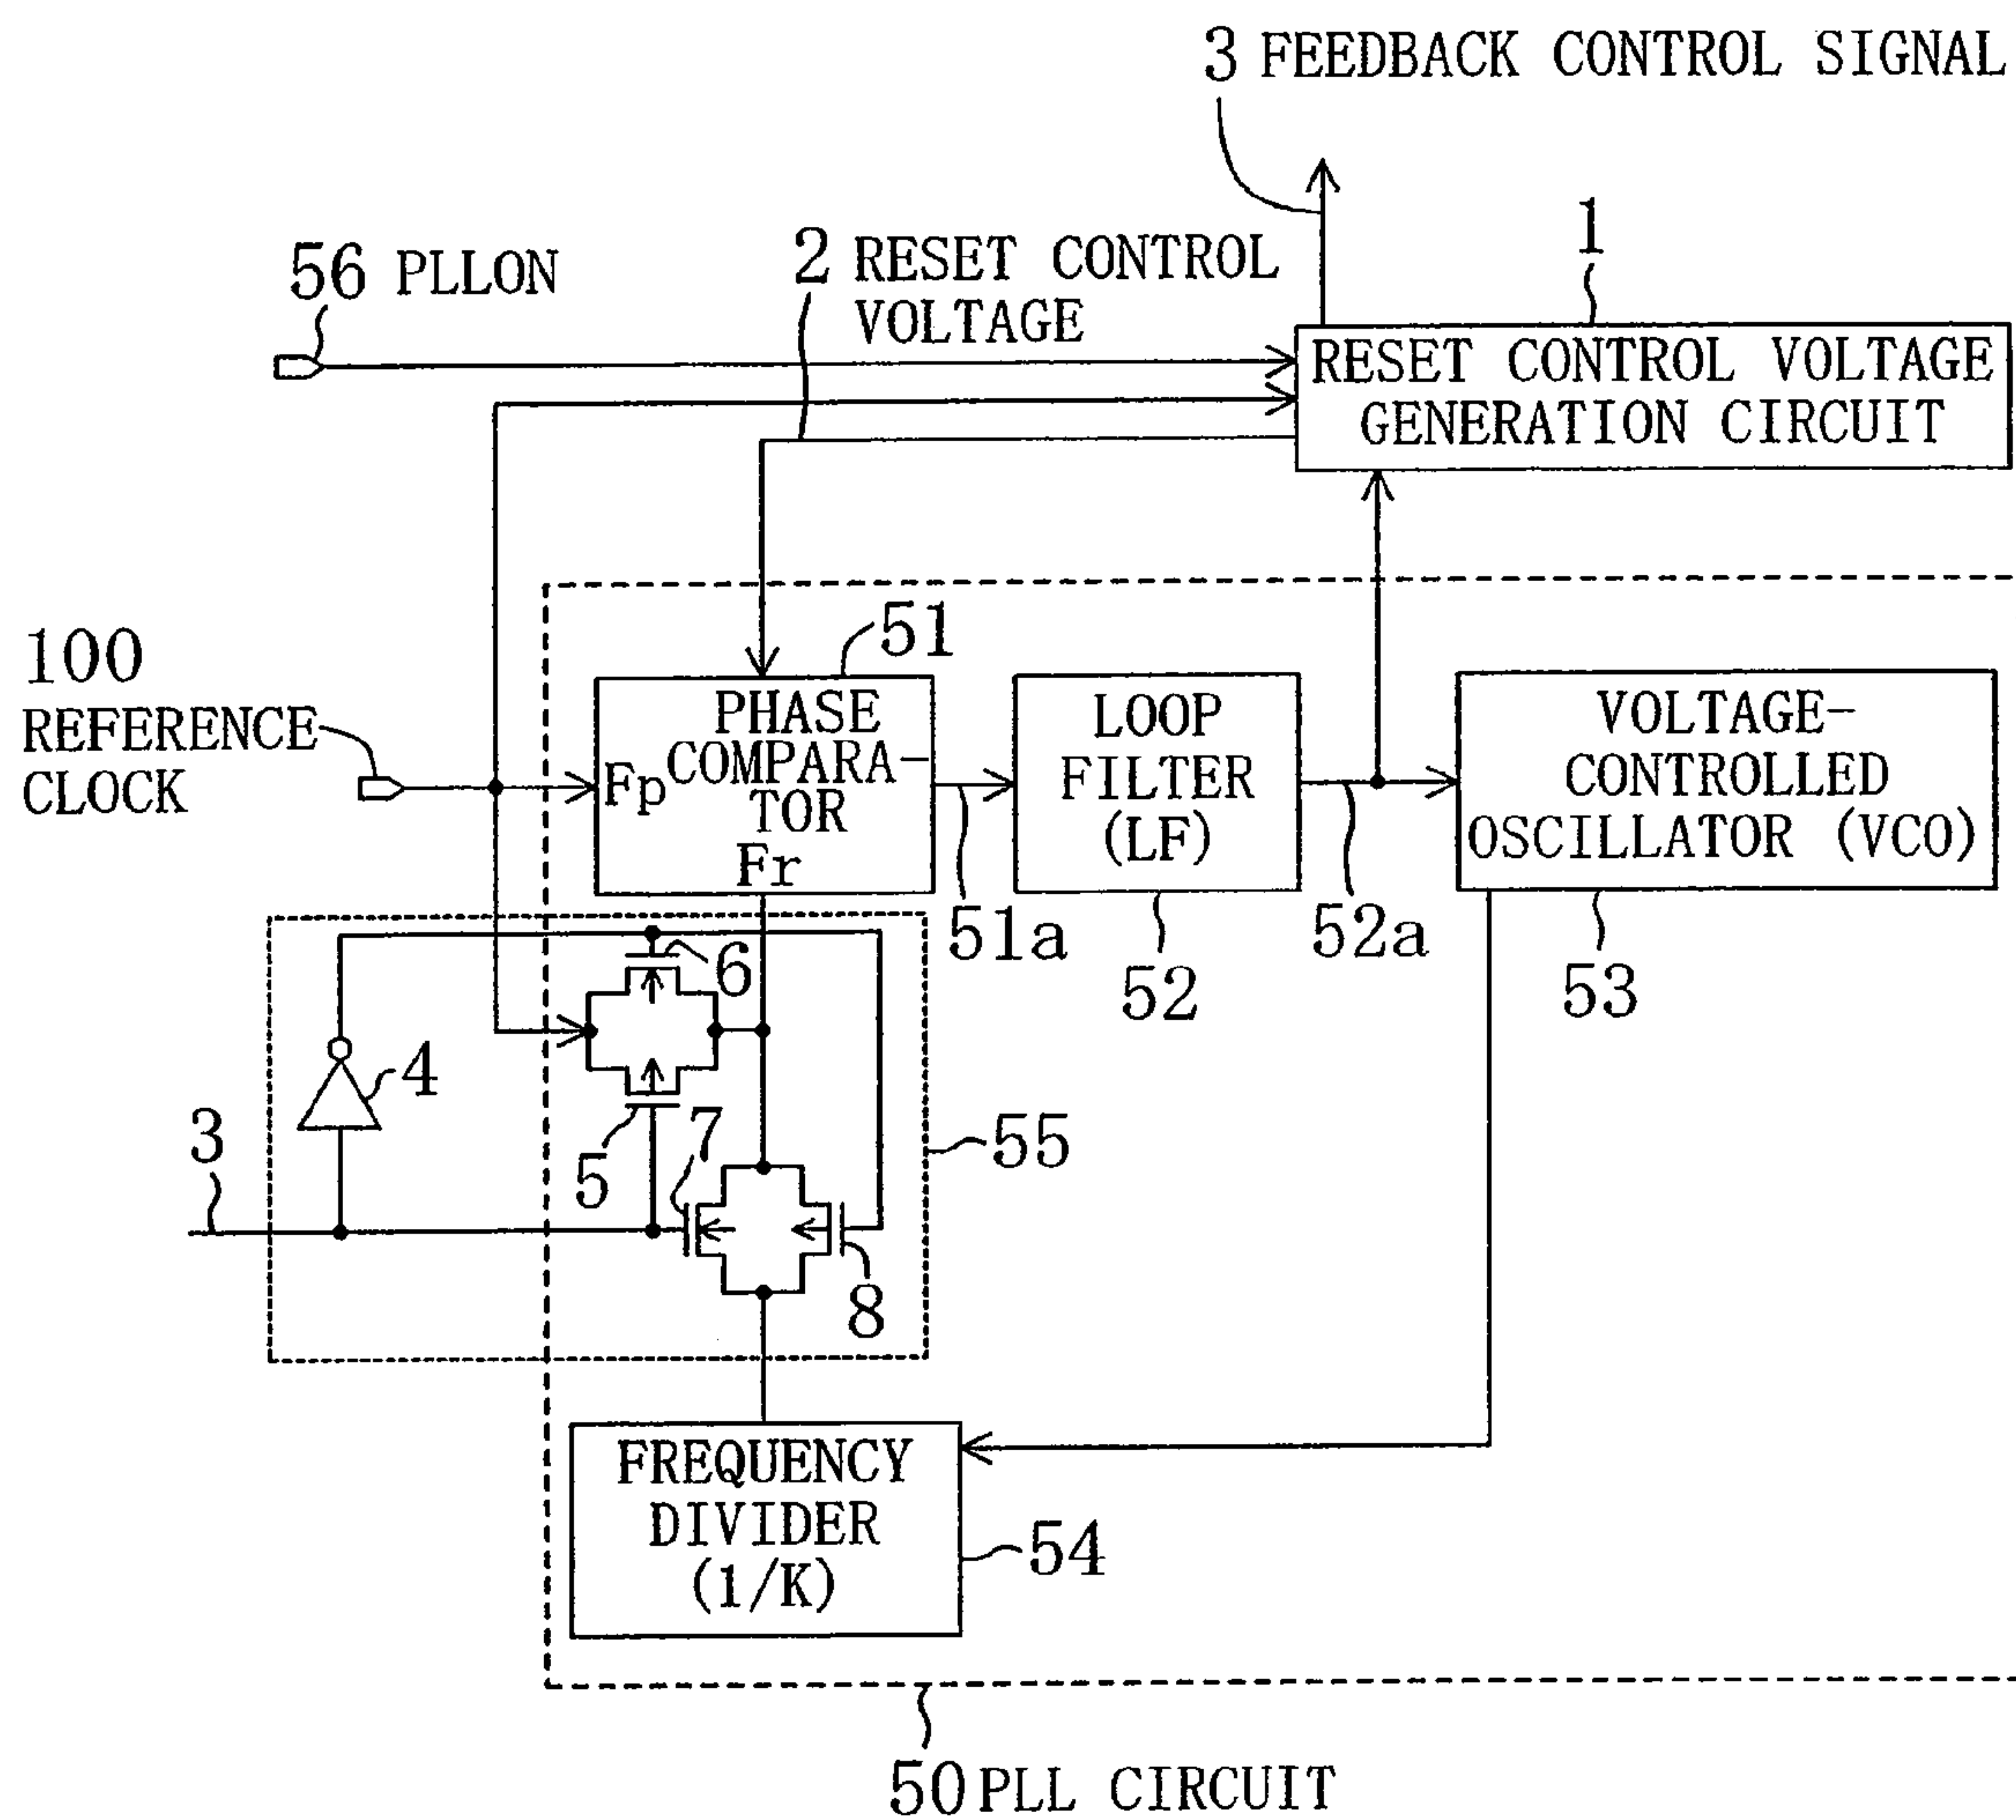 3 FEEDBACK CONTROL SIGNAL
1
2 RESET CONTROL
VOLTAGE
56 PLLON
RESET CONTROL VOLTAGE
GENERATION CIRCUIT
51
100
REFERENCE
CLOCK
PHASE
COMPARA-
TOR
Fp
Fr
LOOP
FILTER
(LF)
VOLTAGE-
CONTROLLED
OSCILLATOR (VCO)
51a
52
52a
53
6
4
5
7
3
55
8
FREQUENCY
DIVIDER
(1/K)
54
50 PLL CIRCUIT